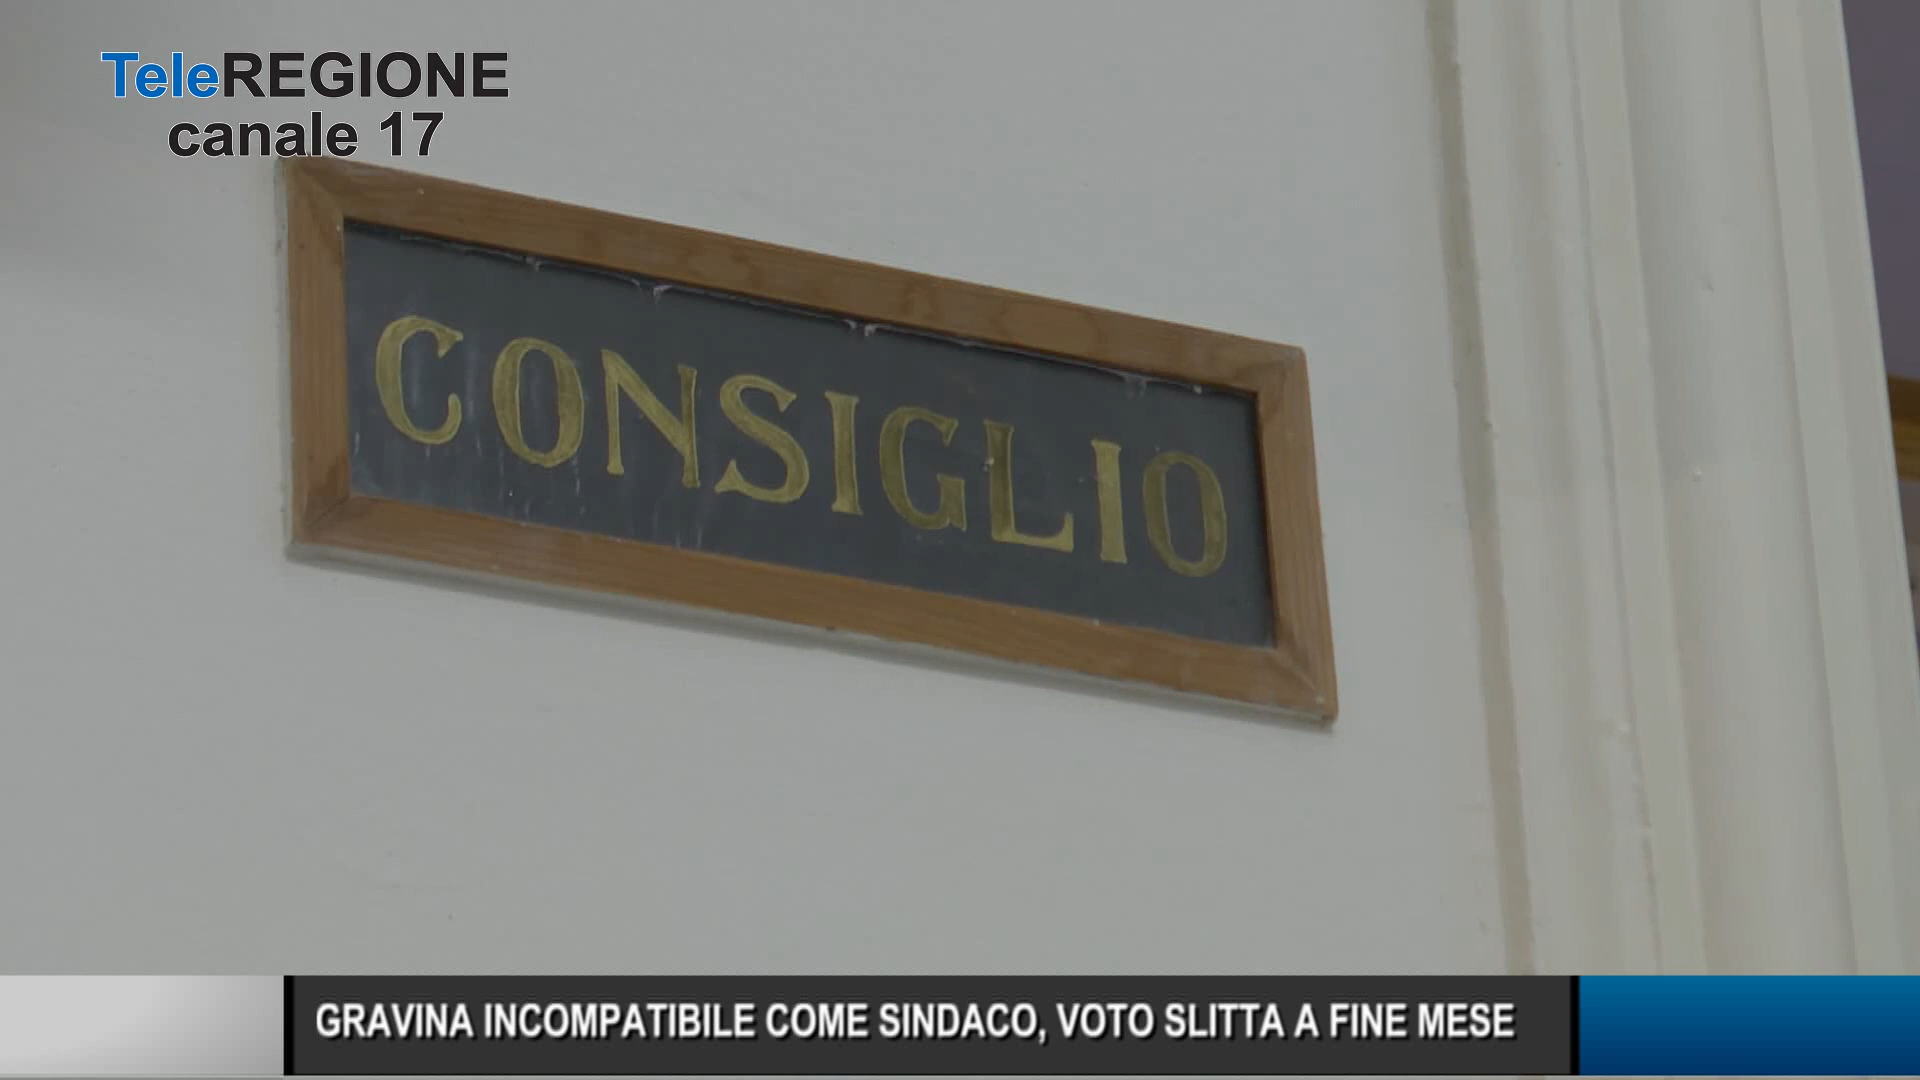 TeleREGIONE
canale 17
CONSIGLIO
GRAVINA INCOMPATIBILE COME SINDACO, VOTO SLITTA A FINE MESE